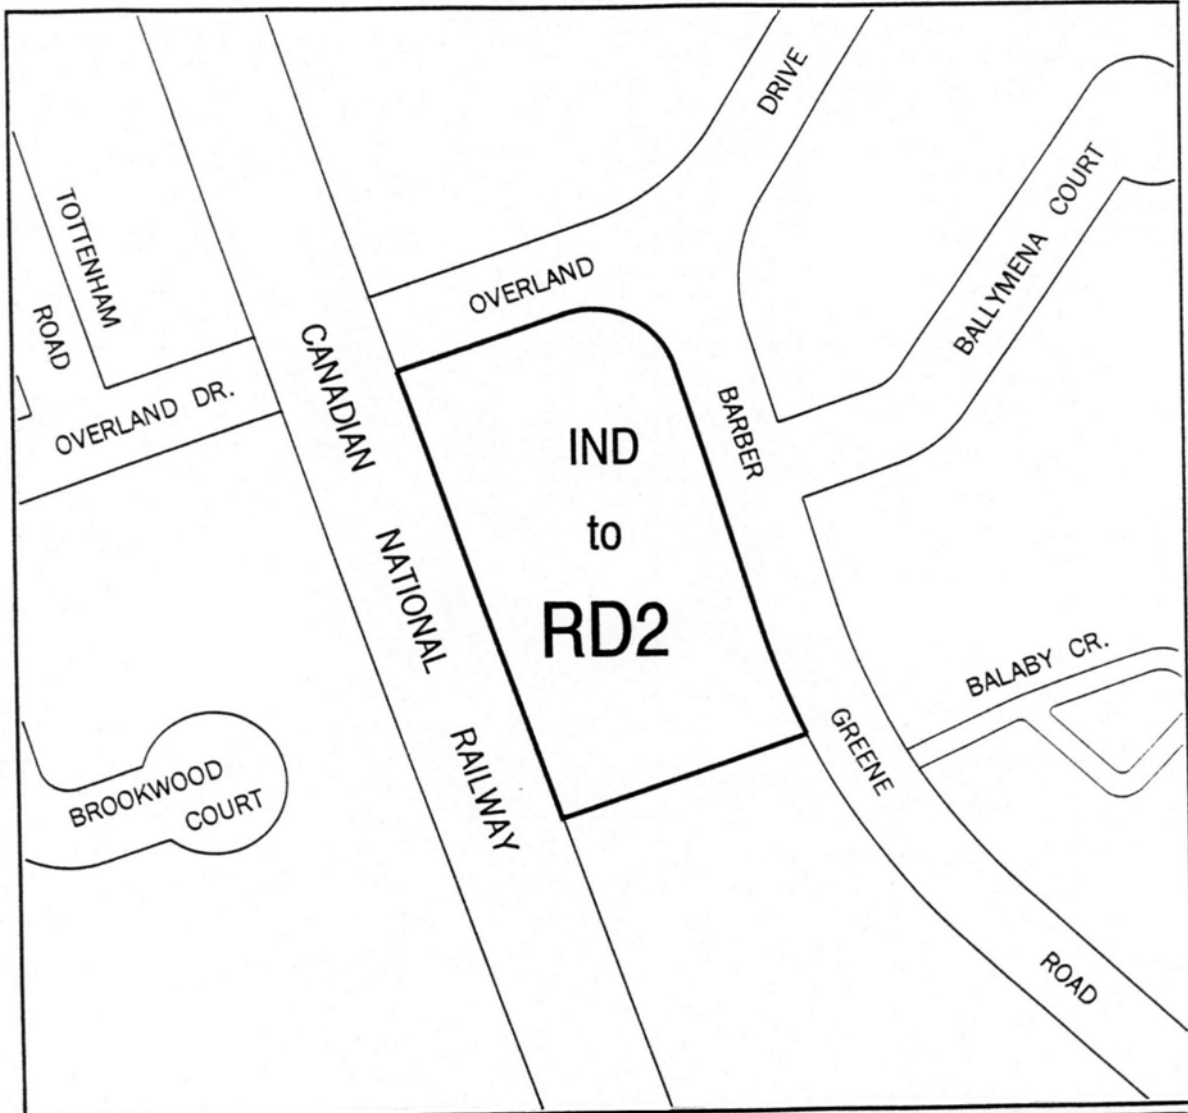 DRIVE
TOTTENHAM
ROAD
BALLYMENA COURT
OVERLAND
OVERLAND DR.
CANADIAN NATIONAL RAILWAY
BARBER GREENE ROAD
IND
to
RD2
BALABY CR.
BROOKWOOD
COURT